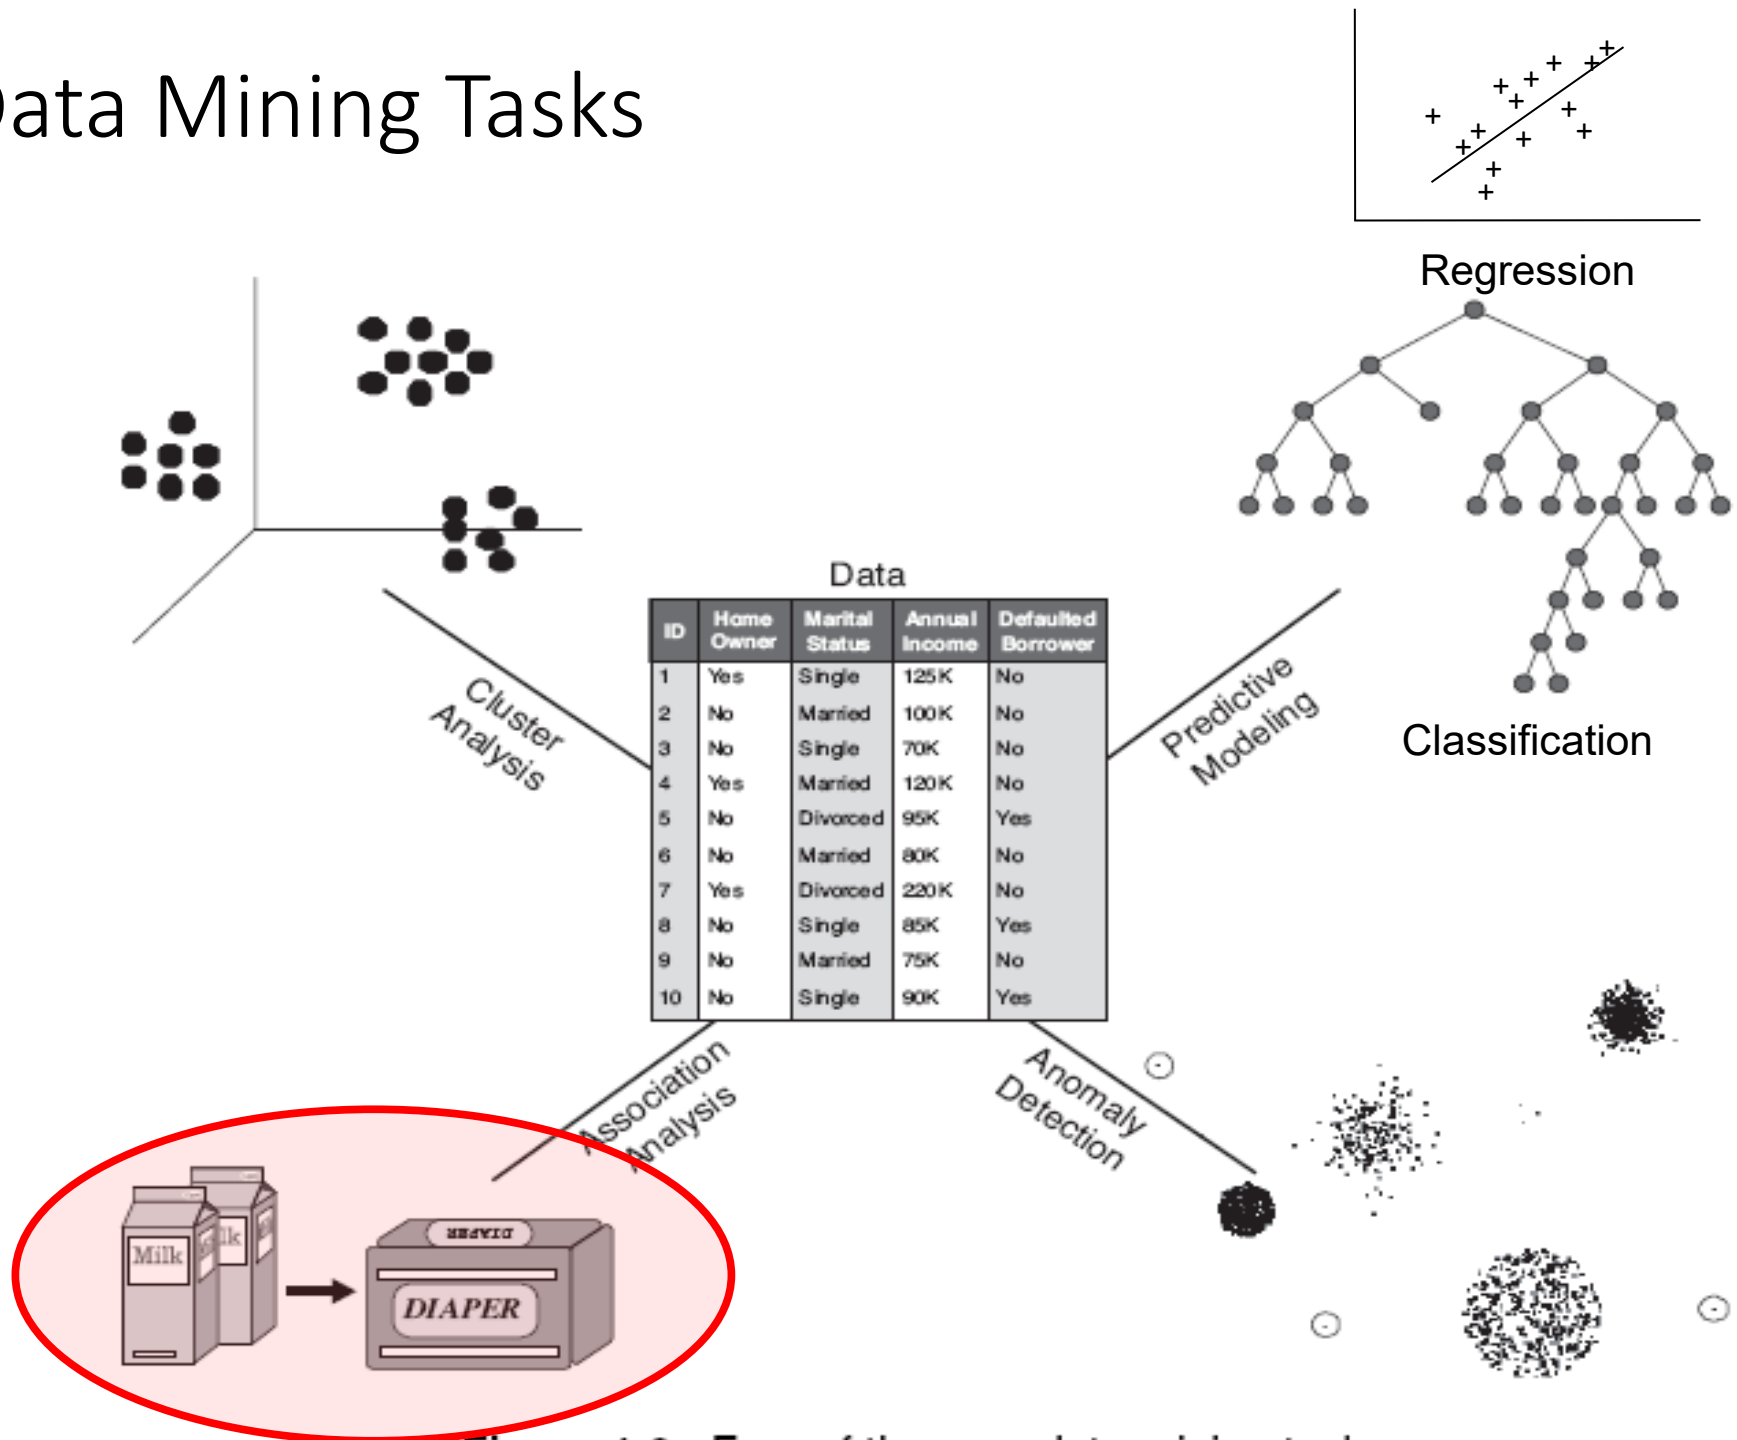 ata Mining Tasks
Regression
Classification
Cluster
Analysis
Predictive
Modeling
Data
ID Home Owner Marital Status Annual Income Defaulted Borrower
1 Yes Single 125K No
2 No Married 100K No
3 No Single 70K No
4 Yes Married 120K No
5 No Divorced 95K Yes
6 No Married 80K No
7 Yes Divorced 220K No
8 No Single 85K Yes
9 No Married 75K No
10 No Single 90K Yes
Association
Analysis
Anomaly
Detection
Milk
lk
DIAPER
DIAPER